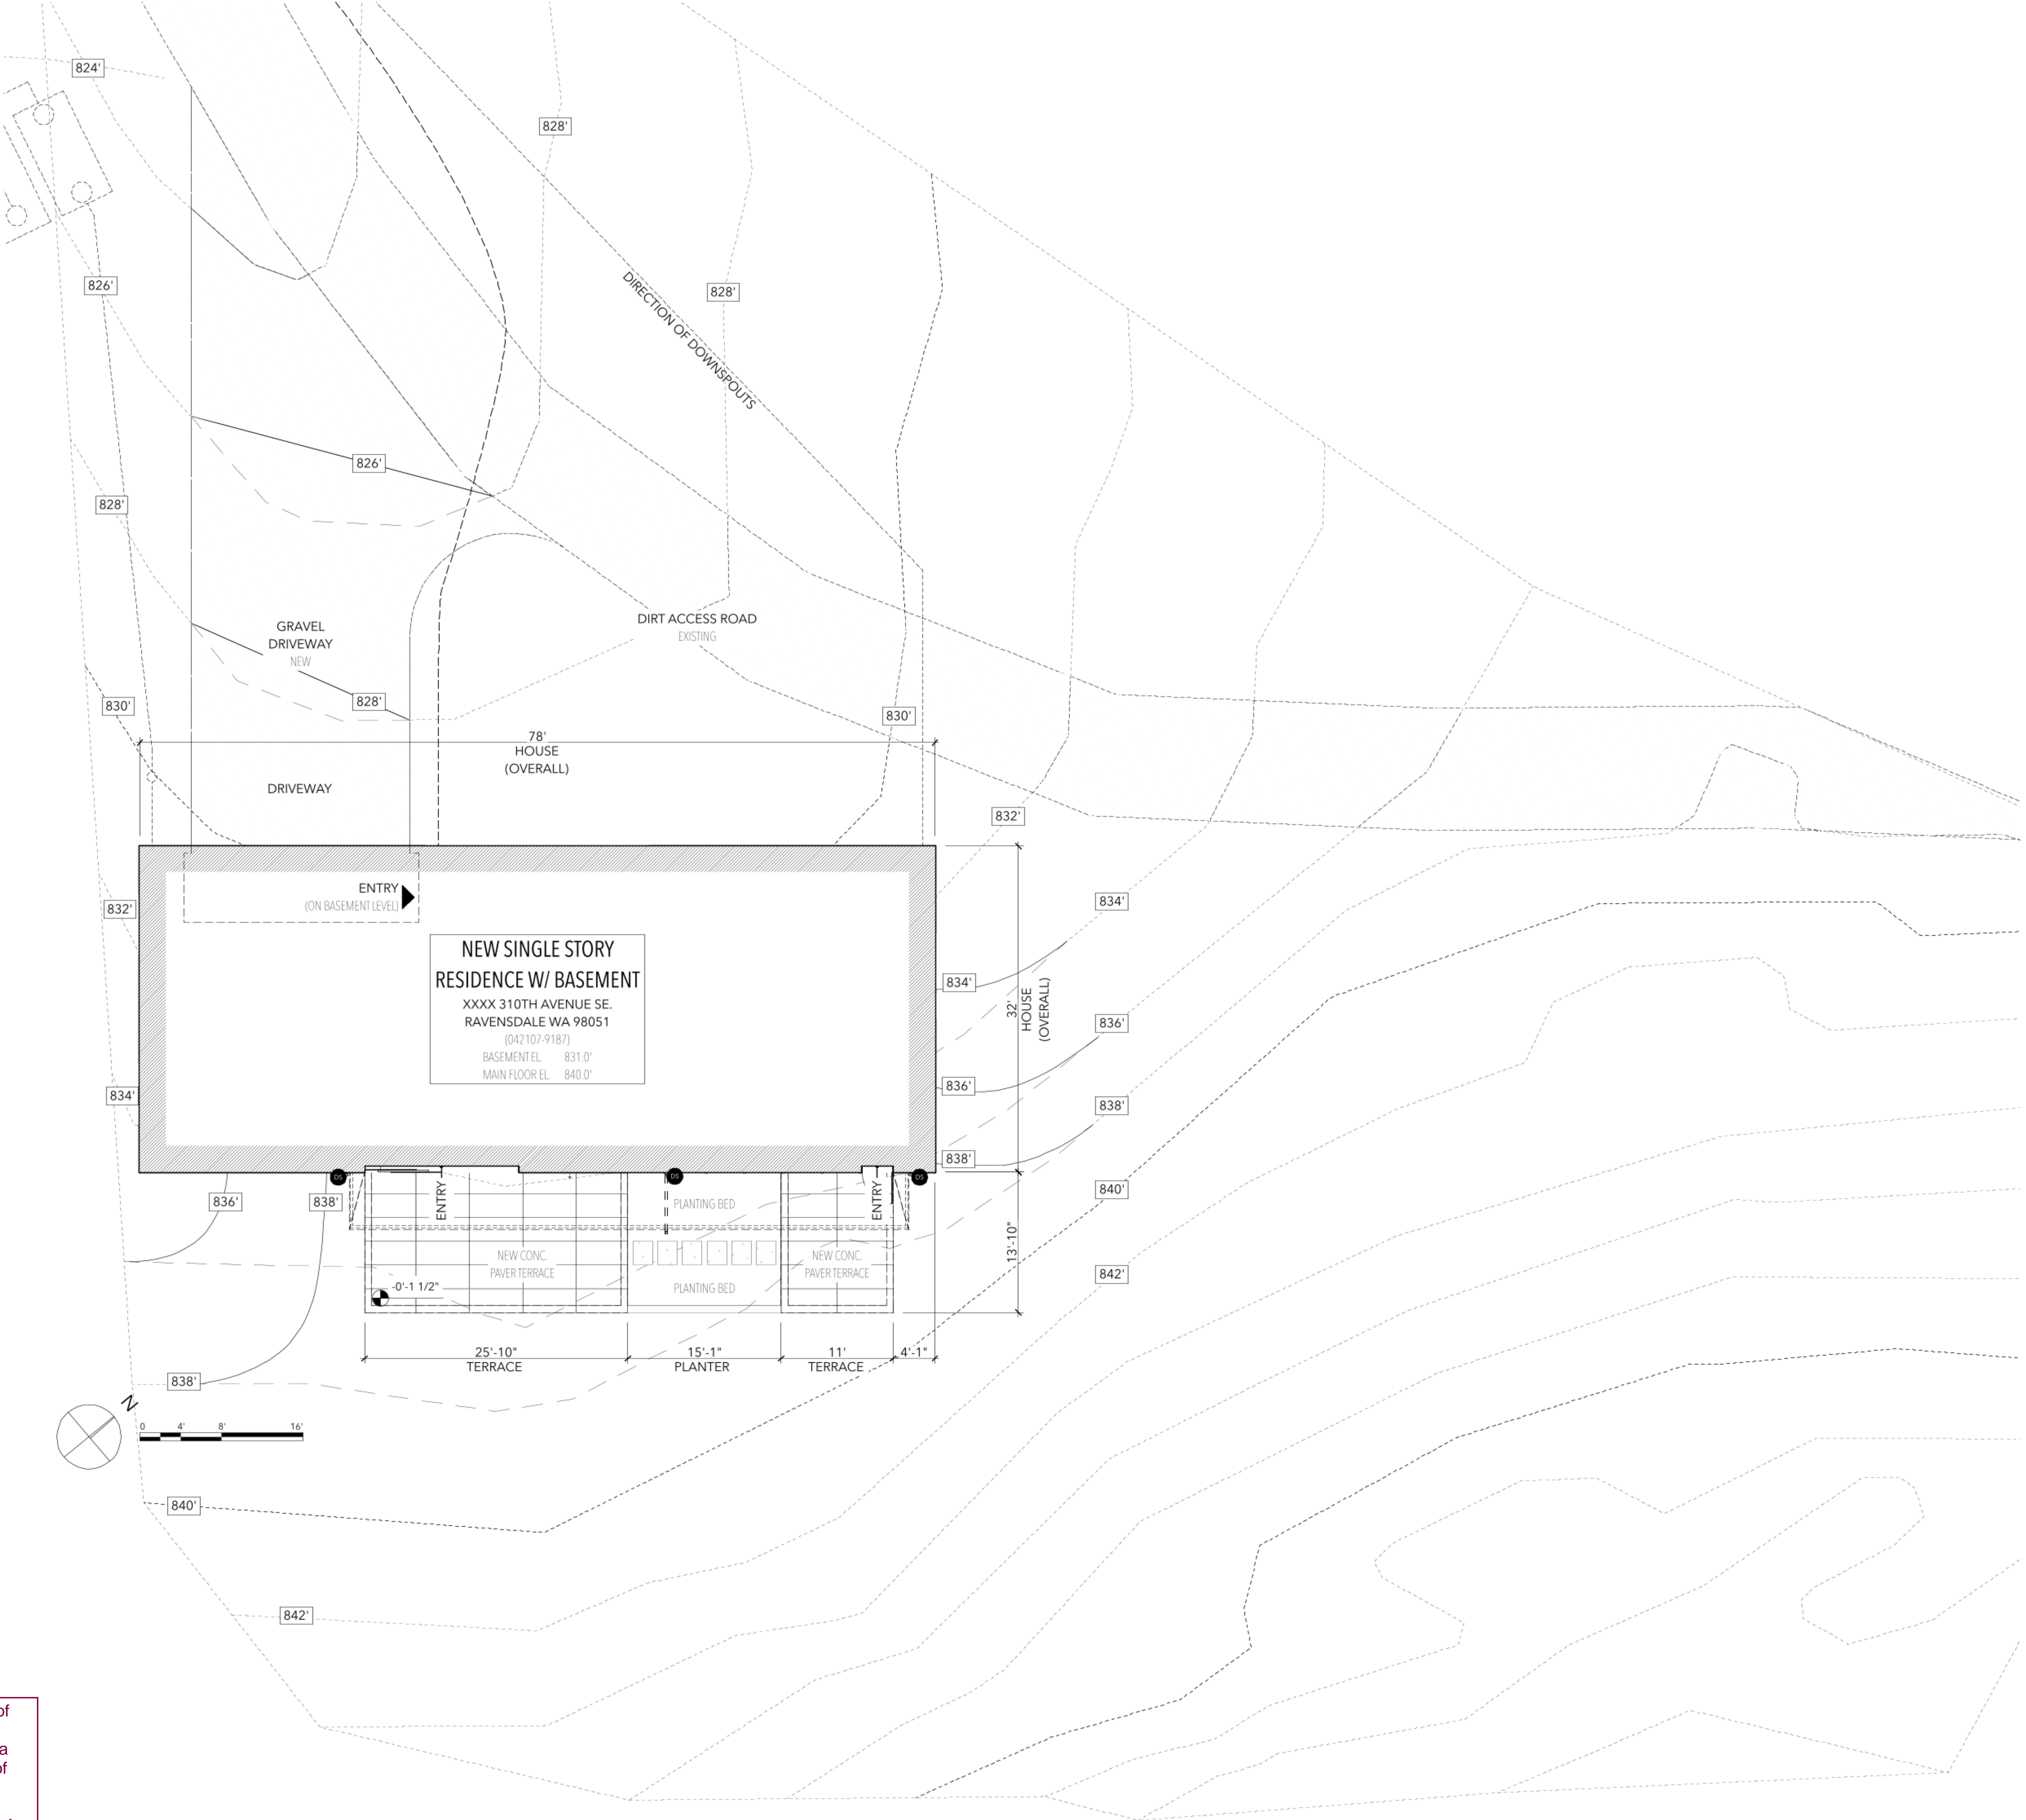 824'
828'
826'
828'
DIRECTION OF DOWNSPOUTS
826'
828'
GRAVEL
DRIVEWAY
NEW
DIRT ACCESS ROAD
EXISTING
828'
830'
830'
78'
HOUSE
(OVERALL)
DRIVEWAY
832'
ENTRY
(ON BASEMENT LEVEL)
832'
834'
NEW SINGLE STORY
RESIDENCE W/ BASEMENT
XXXX 310TH AVENUE SE.
RAVENSDALE WA 98051
(042107-9187)
BASEMENT EL. 831.0'
MAIN FLOOR EL. 840.0'
834'
32'
HOUSE
(OVERALL)
836'
836'
834'
838'
838'
DS
DS
DS
836'
838'
ENTRY
PLANTING BED
ENTRY
840'
13'-10"
NEW CONC.
PAVER TERRACE
NEW CONC.
PAVER TERRACE
842'
-0'-1 1/2"
PLANTING BED
25'-10"
TERRACE
15'-1"
PLANTER
11'
TERRACE
4'-1"
838'
N
0 4' 8' 16'
840'
842'
of
a
of